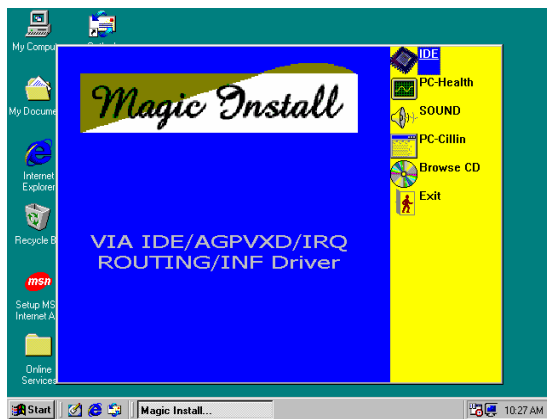 My Compu
Outlook
My Docume
Internet
Explorer
Recycle B
msn
Setup MS
Internet A
Online
Services
Magic Install
VIA IDE/AGPVXD/IRQ
ROUTING/INF Driver
IDE
PC-Health
SOUND
PC-Cillin
Browse CD
Exit
Start
Magic Install...
10:27 AM